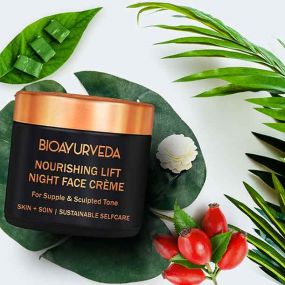 BIOAYURVEDA
NOURISHING LIFT
NIGHT FACE CRÈME
For Supple & Sculpted Tone
SKIN + SOIN | SUSTAINABLE SELFCARE